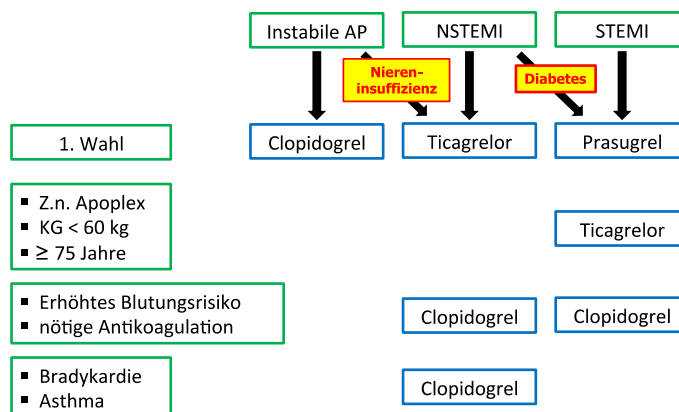 Instabile AP
NSTEMI
STEMI
Nieren-
insuffizienz
Diabetes
1. Wahl
Clopidogrel
Ticagrelor
Prasugrel
▪ Z.n. Apoplex
▪ KG < 60 kg
▪ ≥ 75 Jahre
Ticagrelor
▪ Erhöhtes Blutungsrisiko
▪ nötige Antikoagulation
Clopidogrel
Clopidogrel
▪ Bradykardie
▪ Asthma
Clopidogrel